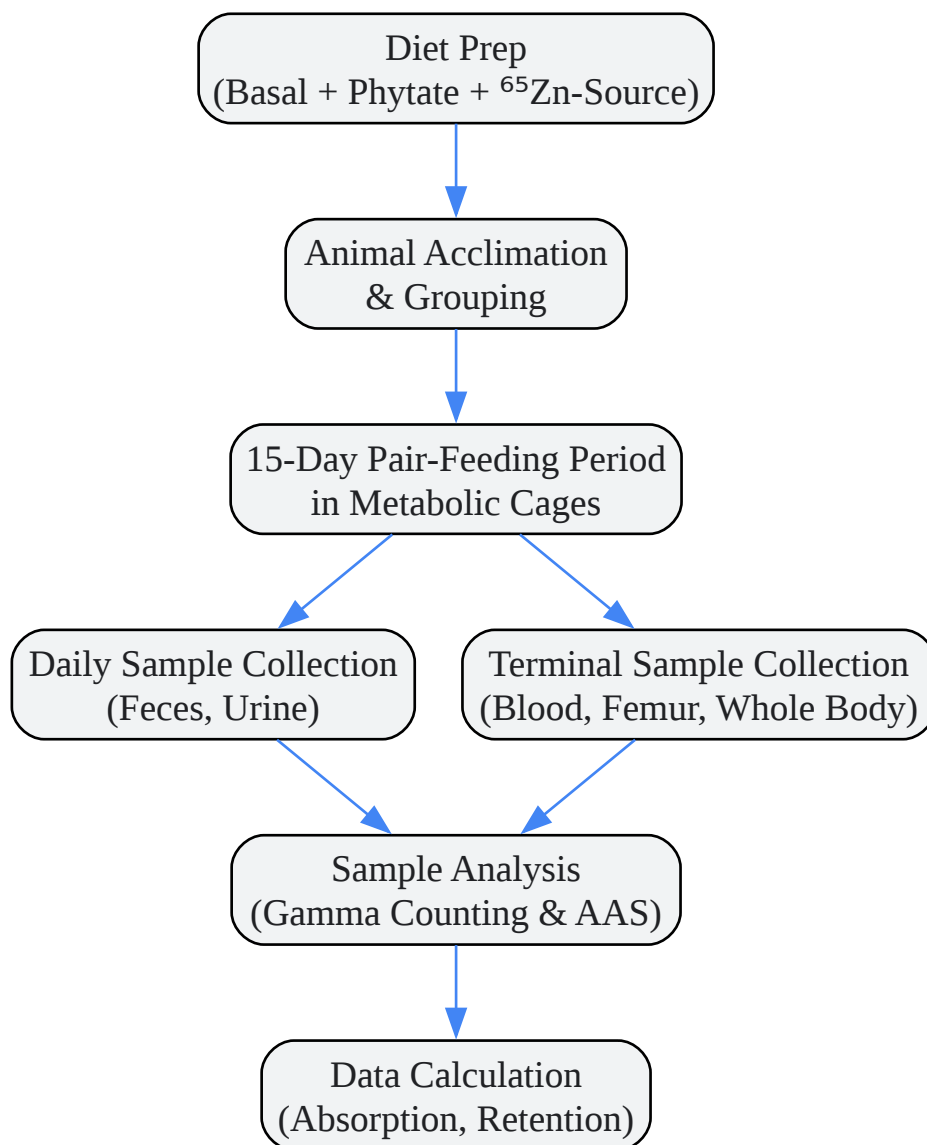 Diet Prep
(Basal + Phytate + ⁶⁵Zn-Source)
Animal Acclimation
& Grouping
15-Day Pair-Feeding Period
in Metabolic Cages
Daily Sample Collection
(Feces, Urine)
Terminal Sample Collection
(Blood, Femur, Whole Body)
Sample Analysis
(Gamma Counting & AAS)
Data Calculation
(Absorption, Retention)